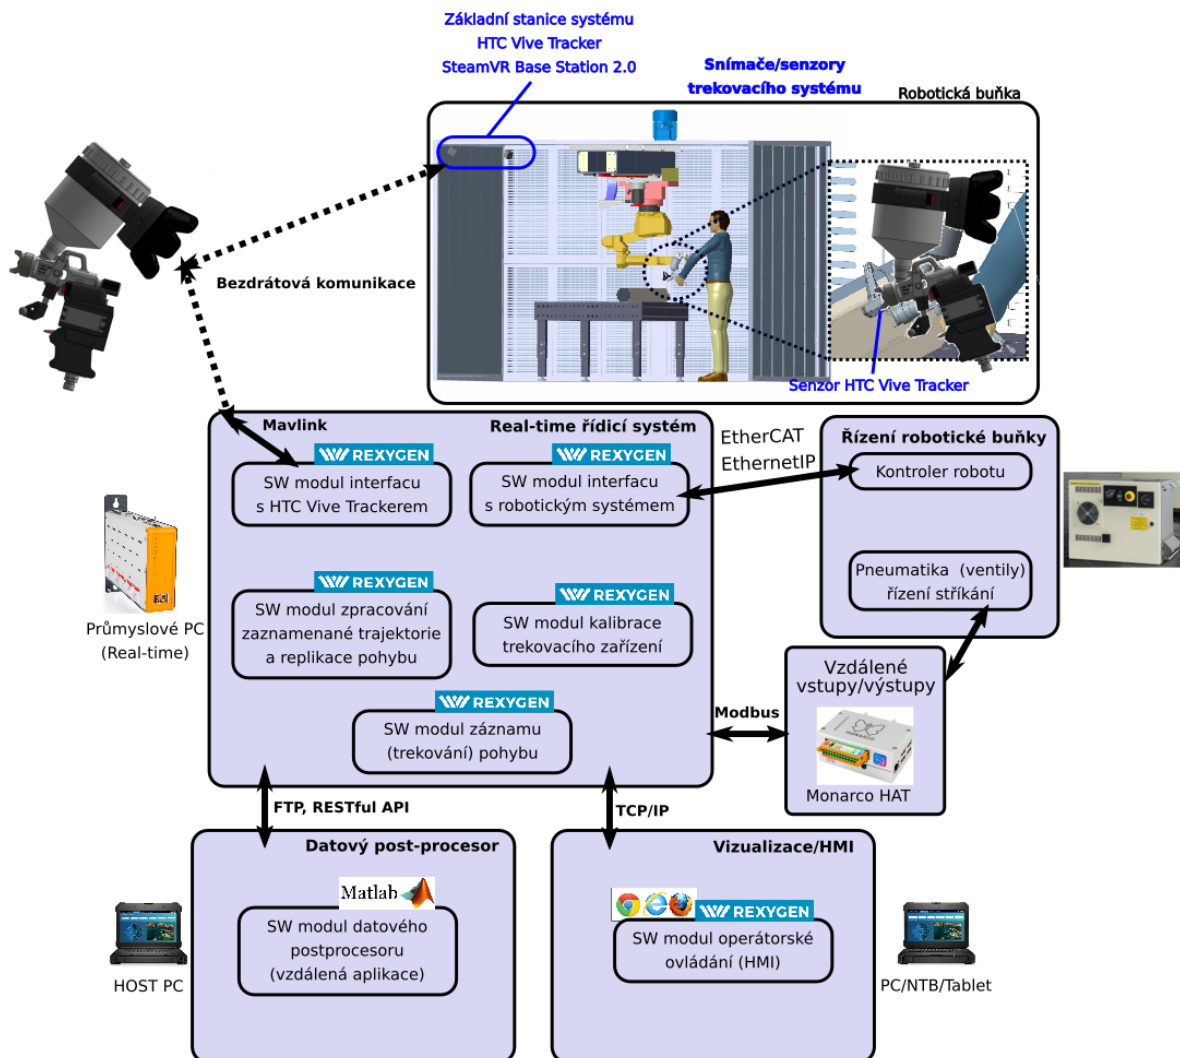 Základní stanice systému
HTC Vive Tracker
SteamVR Base Station 2.0
Snímače/senzory
trekovacího systému
Robotická buňka
Bezdrátová komunikace
Senzor HTC Vive Tracker
Mavlink
Real-time řídicí systém
REXYGEN
SW modul interfacu
s HTC Vive Trackerem
REXYGEN
SW modul interfacu
s robotickým systémem
EtherCAT
EthernetIP
Řízení robotické buňky
Kontroler robotu
Pneumatika (ventily)
řízení stříkání
Průmyslové PC
(Real-time)
REXYGEN
SW modul zpracování
zaznamenané trajektorie
a replikace pohybu
REXYGEN
SW modul kalibrace
trekovacího zařízení
REXYGEN
SW modul záznamu
(trekování) pohybu
Modbus
Vzdálené
vstupy/výstupy
MONARCO
Monarco HAT
FTP, RESTful API
TCP/IP
Datový post-procesor
Matlab
SW modul datového
postprocesoru
(vzdálená aplikace)
HOST PC
Vizualizace/HMI
REXYGEN
SW modul operátorské
ovládání (HMI)
PC/NTB/Tablet